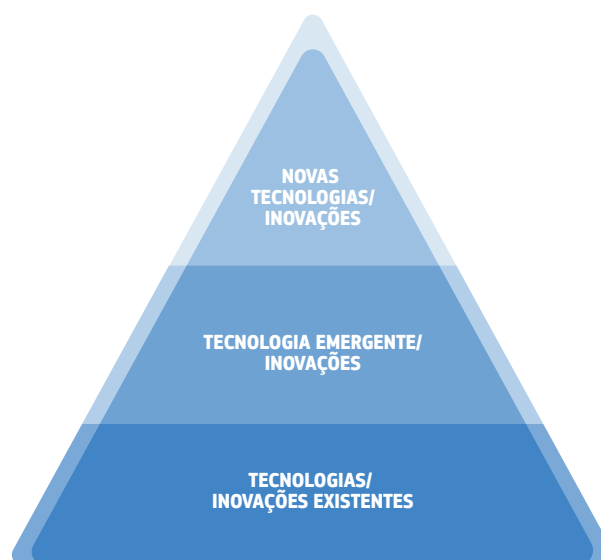 NOVAS
TECNOLOGIAS/
INOVAÇÕES
TECNOLOGIA EMERGENTE/
INOVAÇÕES
TECNOLOGIAS/
INOVAÇÕES EXISTENTES